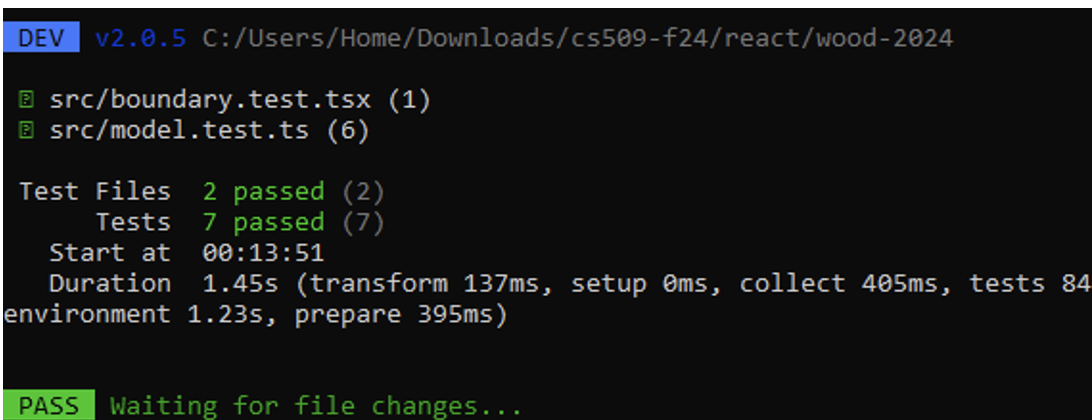 DEV v2.0.5 C:/Users/Home/Downloads/cs509-f24/react/wood-2024
src/boundary.test.tsx (1)
src/model.test.ts (6)
Test Files 2 passed (2)
Tests 7 passed (7)
Start at 00:13:51
Duration 1.45s (transform 137ms, setup 0ms, collect 405ms, tests 84
environment 1.23s, prepare 395ms)
PASS Waiting for file changes...